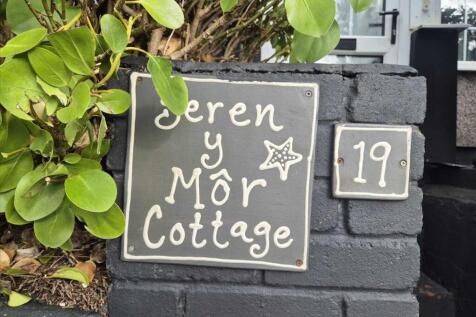 Seren
y
Môr
Cottage
19